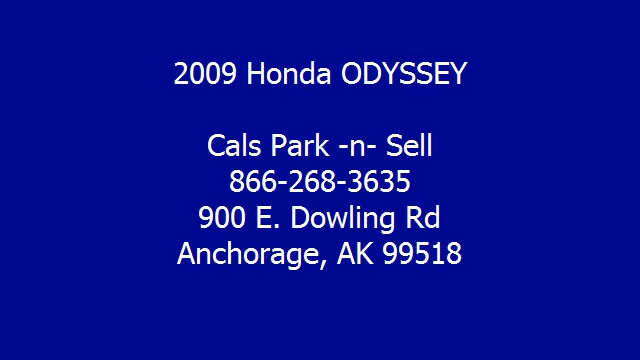 2009 Honda ODYSSEY
Cals Park -n- Sell
866-268-3635
900 E. Dowling Rd
Anchorage, AK 99518